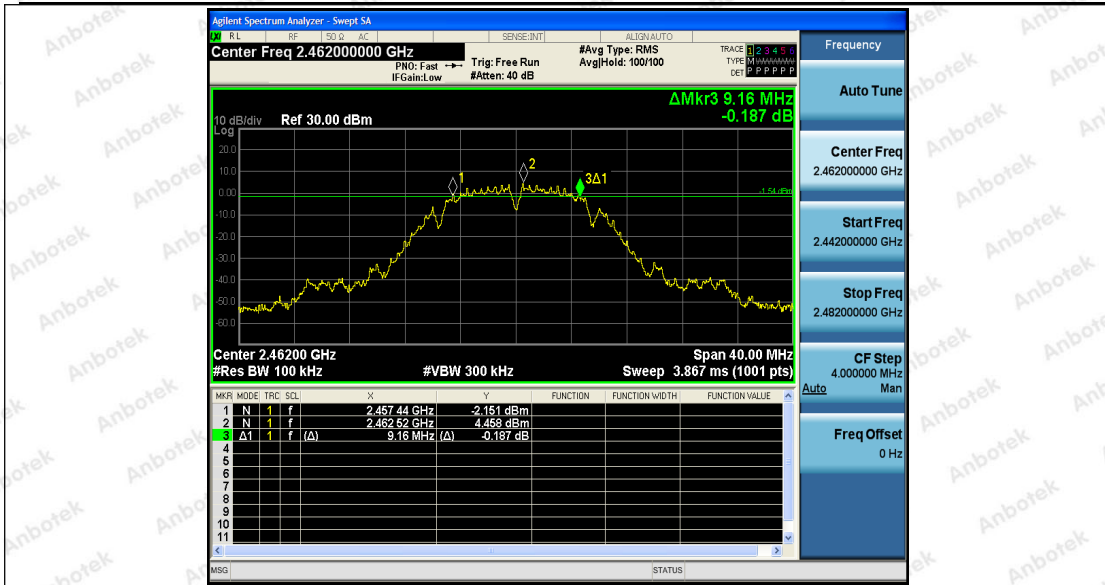 Agilent Spectrum Analyzer - Swept SA
LXI RL RF 50 Ω AC SENSE:INT ALIGN AUTO
Center Freq 2.462000000 GHz
PNO: Fast
IFGain:Low
Trig: Free Run
#Atten: 40 dB
#Avg Type: RMS
Avg|Hold: 100/100
TRACE 1 2 3 4 5 6
TYPE M W W W W W
DET P P P P P P
ΔMkr3 9.16 MHz
-0.187 dB
10 dB/div Ref 30.00 dBm
Log
20.0
10.0
0.00
-10.0
-20.0
-30.0
-40.0
-50.0
-60.0
1
2
3Δ1
-1.54 dBm
Center 2.46200 GHz Span 40.00 MHz
#Res BW 100 kHz #VBW 300 kHz Sweep 3.867 ms (1001 pts)
MKR MODE TRC SCL X Y FUNCTION FUNCTION WIDTH FUNCTION VALUE
1 N 1 f 2.457 44 GHz -2.151 dBm
2 N 1 f 2.462 52 GHz 4.458 dBm
3 Δ1 1 f (Δ) 9.16 MHz (Δ) -0.187 dB
4
5
6
7
8
9
10
11
MSG STATUS
Frequency
Auto Tune
Center Freq
2.462000000 GHz
Start Freq
2.442000000 GHz
Stop Freq
2.482000000 GHz
CF Step
4.000000 MHz
Auto Man
Freq Offset
0 Hz
Anbotek